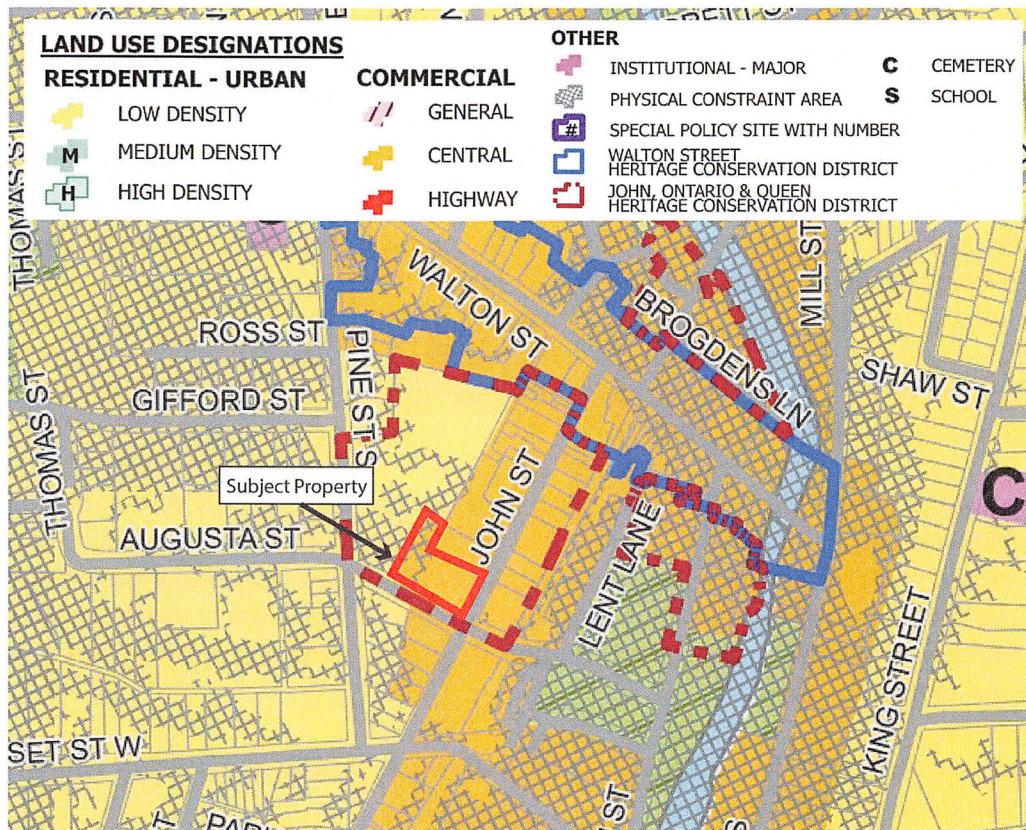 LAND USE DESIGNATIONS
RESIDENTIAL - URBAN
LOW DENSITY
M
MEDIUM DENSITY
H
HIGH DENSITY
COMMERCIAL
GENERAL
CENTRAL
HIGHWAY
OTHER
INSTITUTIONAL - MAJOR
PHYSICAL CONSTRAINT AREA
#
SPECIAL POLICY SITE WITH NUMBER
WALTON STREET
HERITAGE CONSERVATION DISTRICT
JOHN, ONTARIO & QUEEN
HERITAGE CONSERVATION DISTRICT
C
CEMETERY
S
SCHOOL
THOMAS ST
WALTON ST
BROGDENS LN
MILL ST
ROSS ST
PINE ST S
SHAW ST
GIFFORD ST
THOMAS ST
Subject Property
JOHN ST
C
AUGUSTA ST
LENT LANE
KING STREET
SET ST W